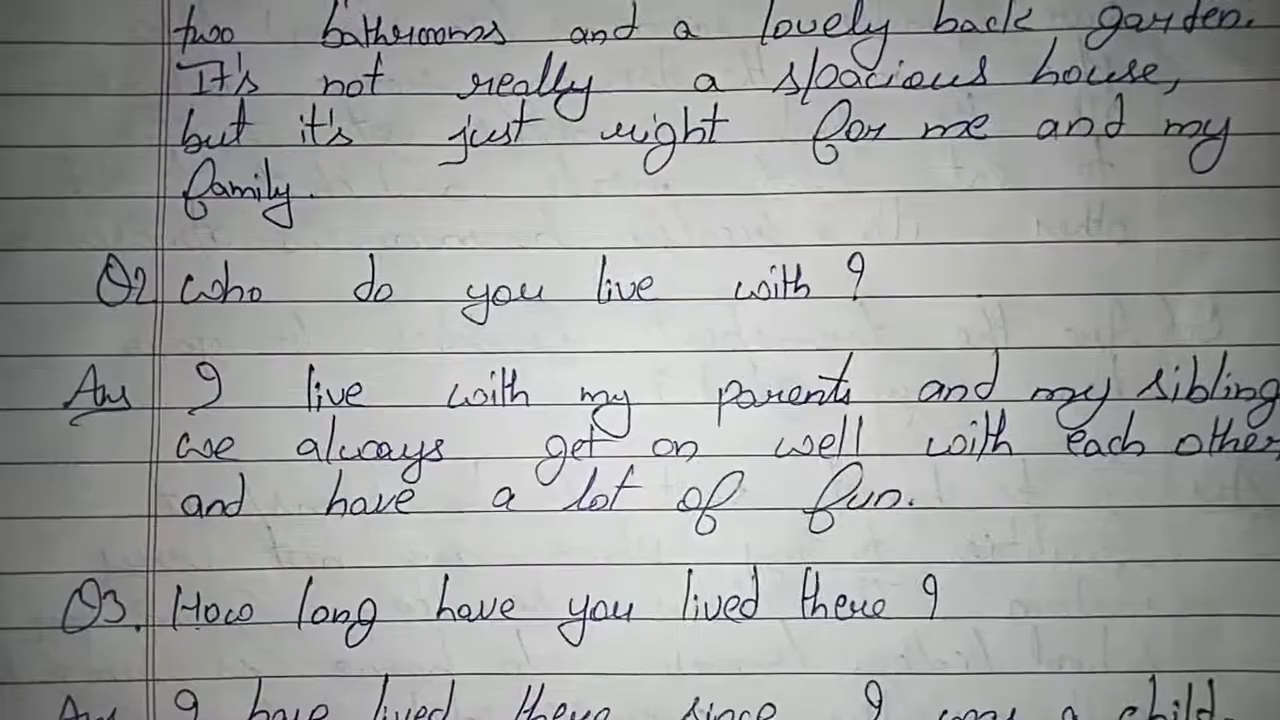 two bathrooms and a lovely back garden.
It's not really a spacious house,
but it's just right for me and my
family.
Q2 who do you live with ?
Ans I live with my parents and my sibling
we always get on well with each other
and have a lot of fun.
Q3. How long have you lived there ?
Ans I have lived there since I was a child.